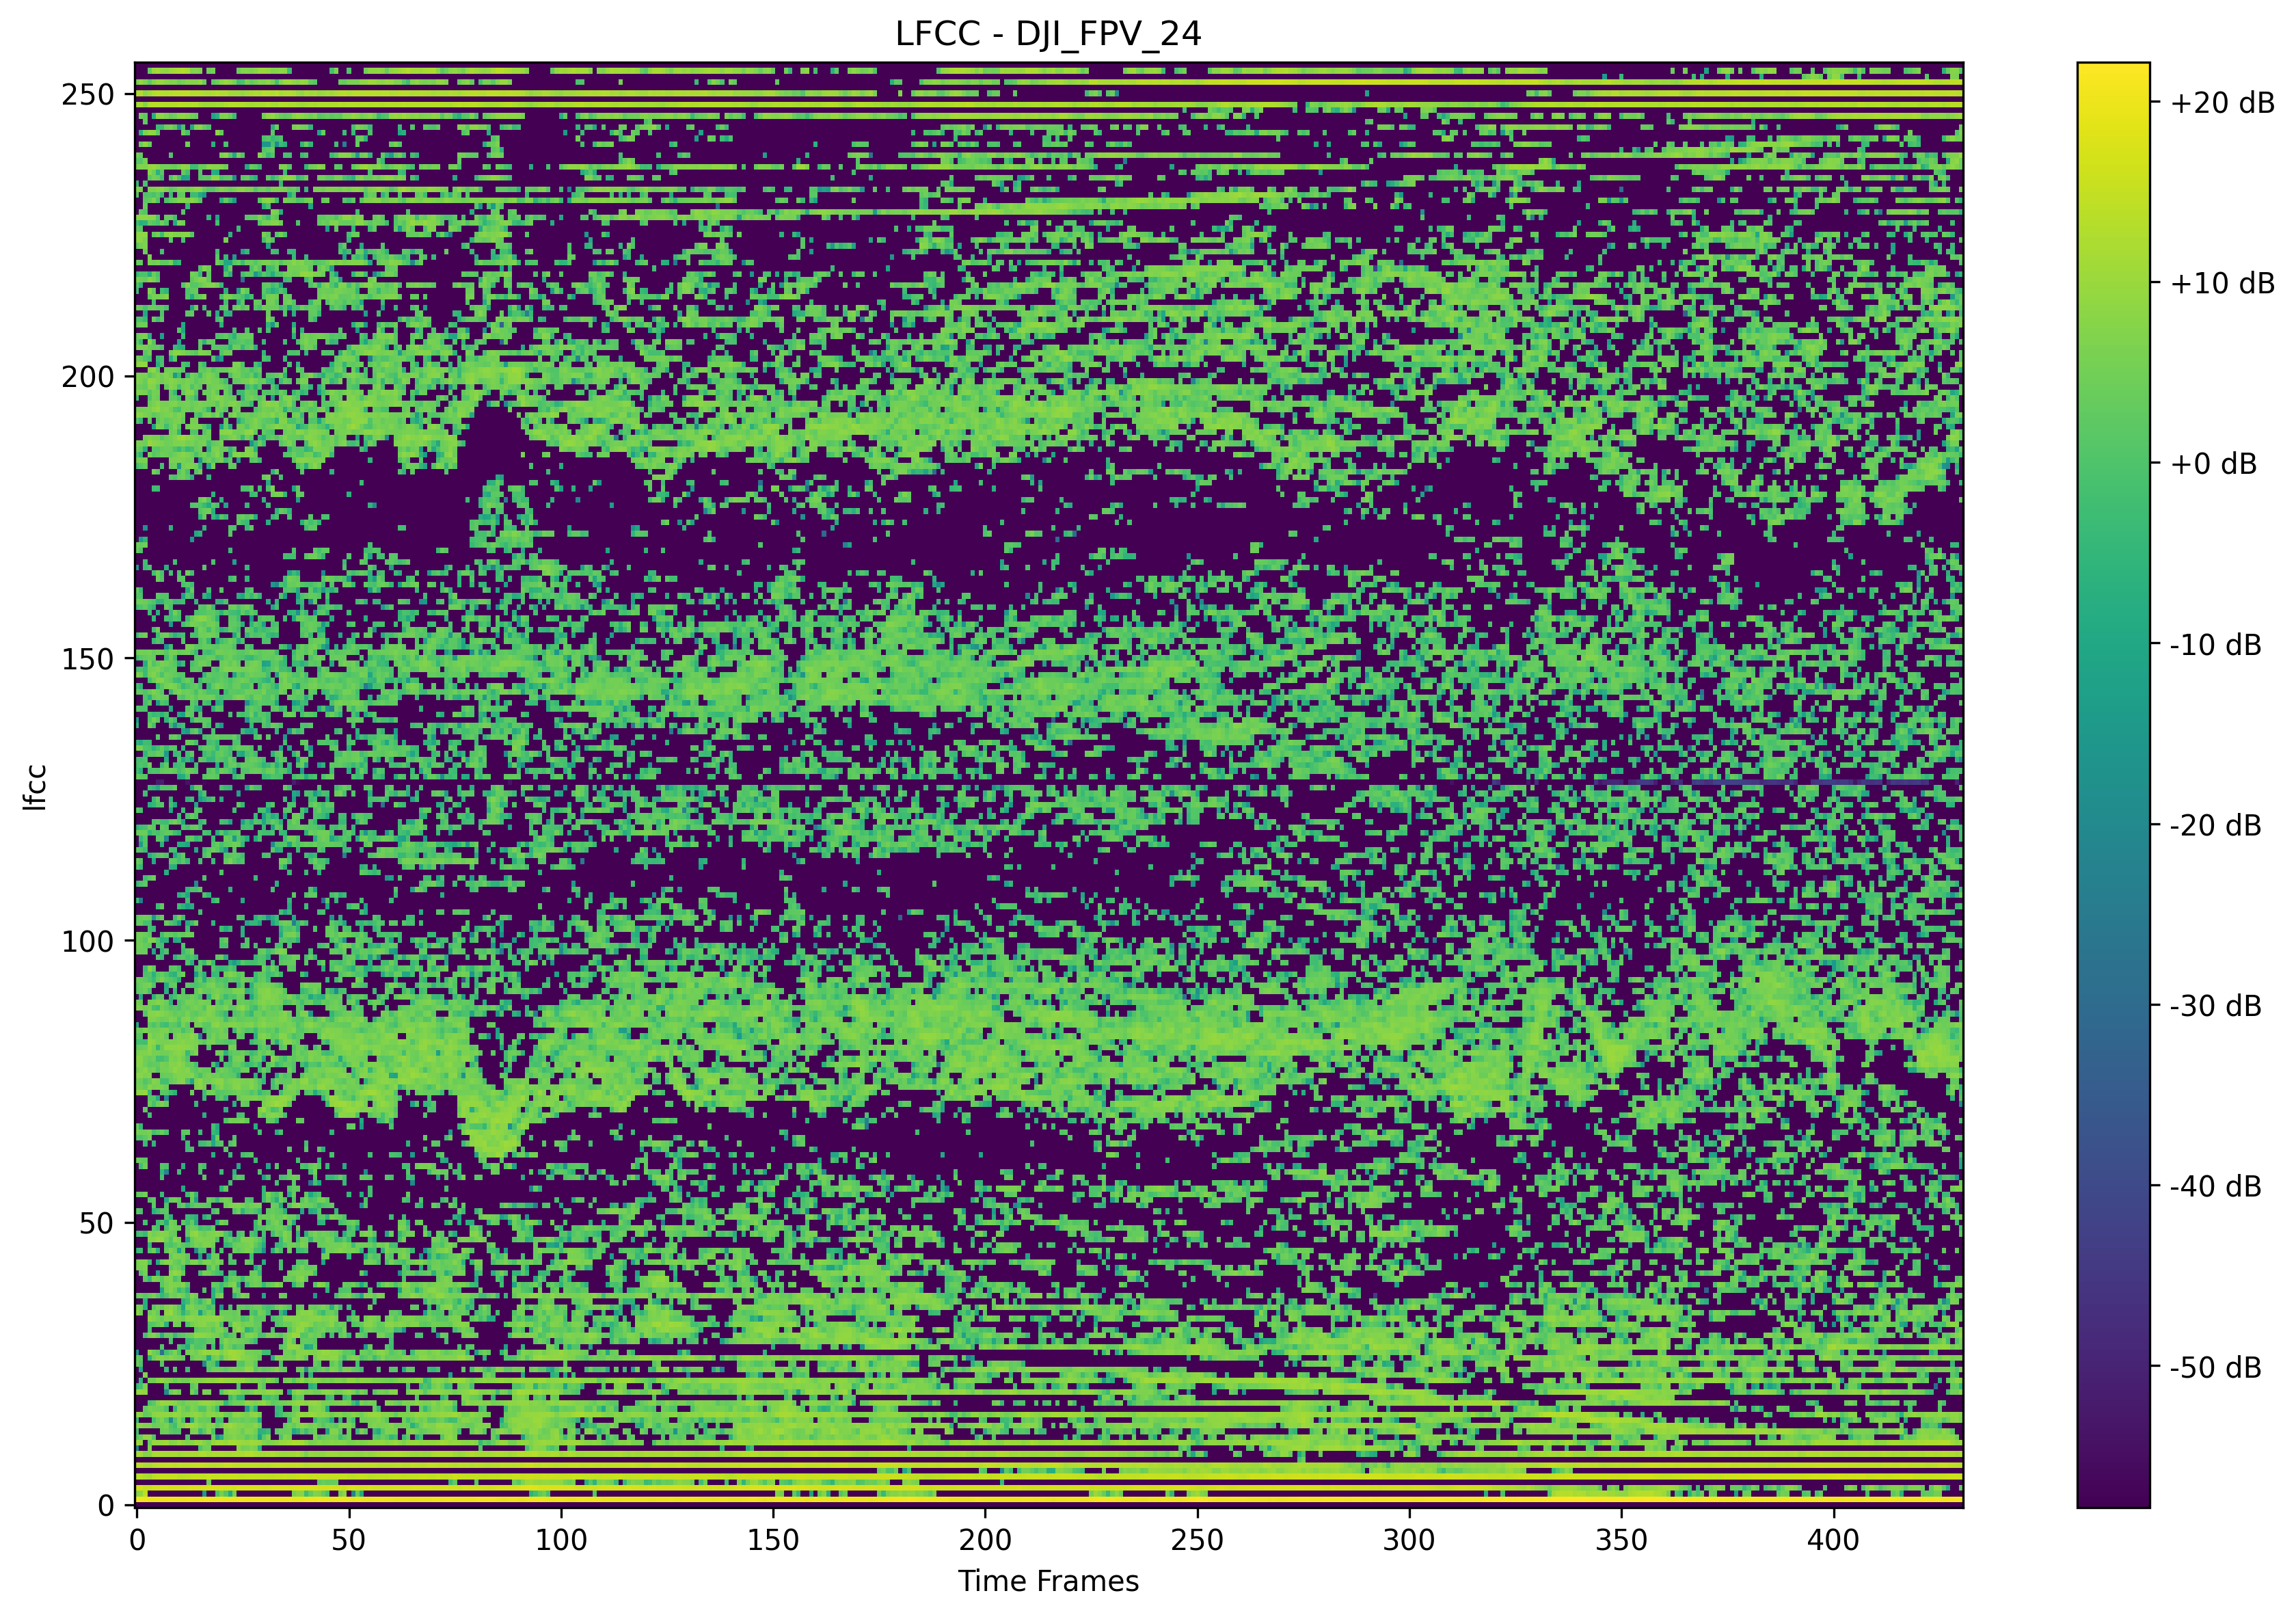 LFCC - DJI_FPV_24
250
200
150
100
50
0
lfcc
0 50 100 150 200 250 300 350 400
Time Frames
+20 dB
+10 dB
+0 dB
-10 dB
-20 dB
-30 dB
-40 dB
-50 dB